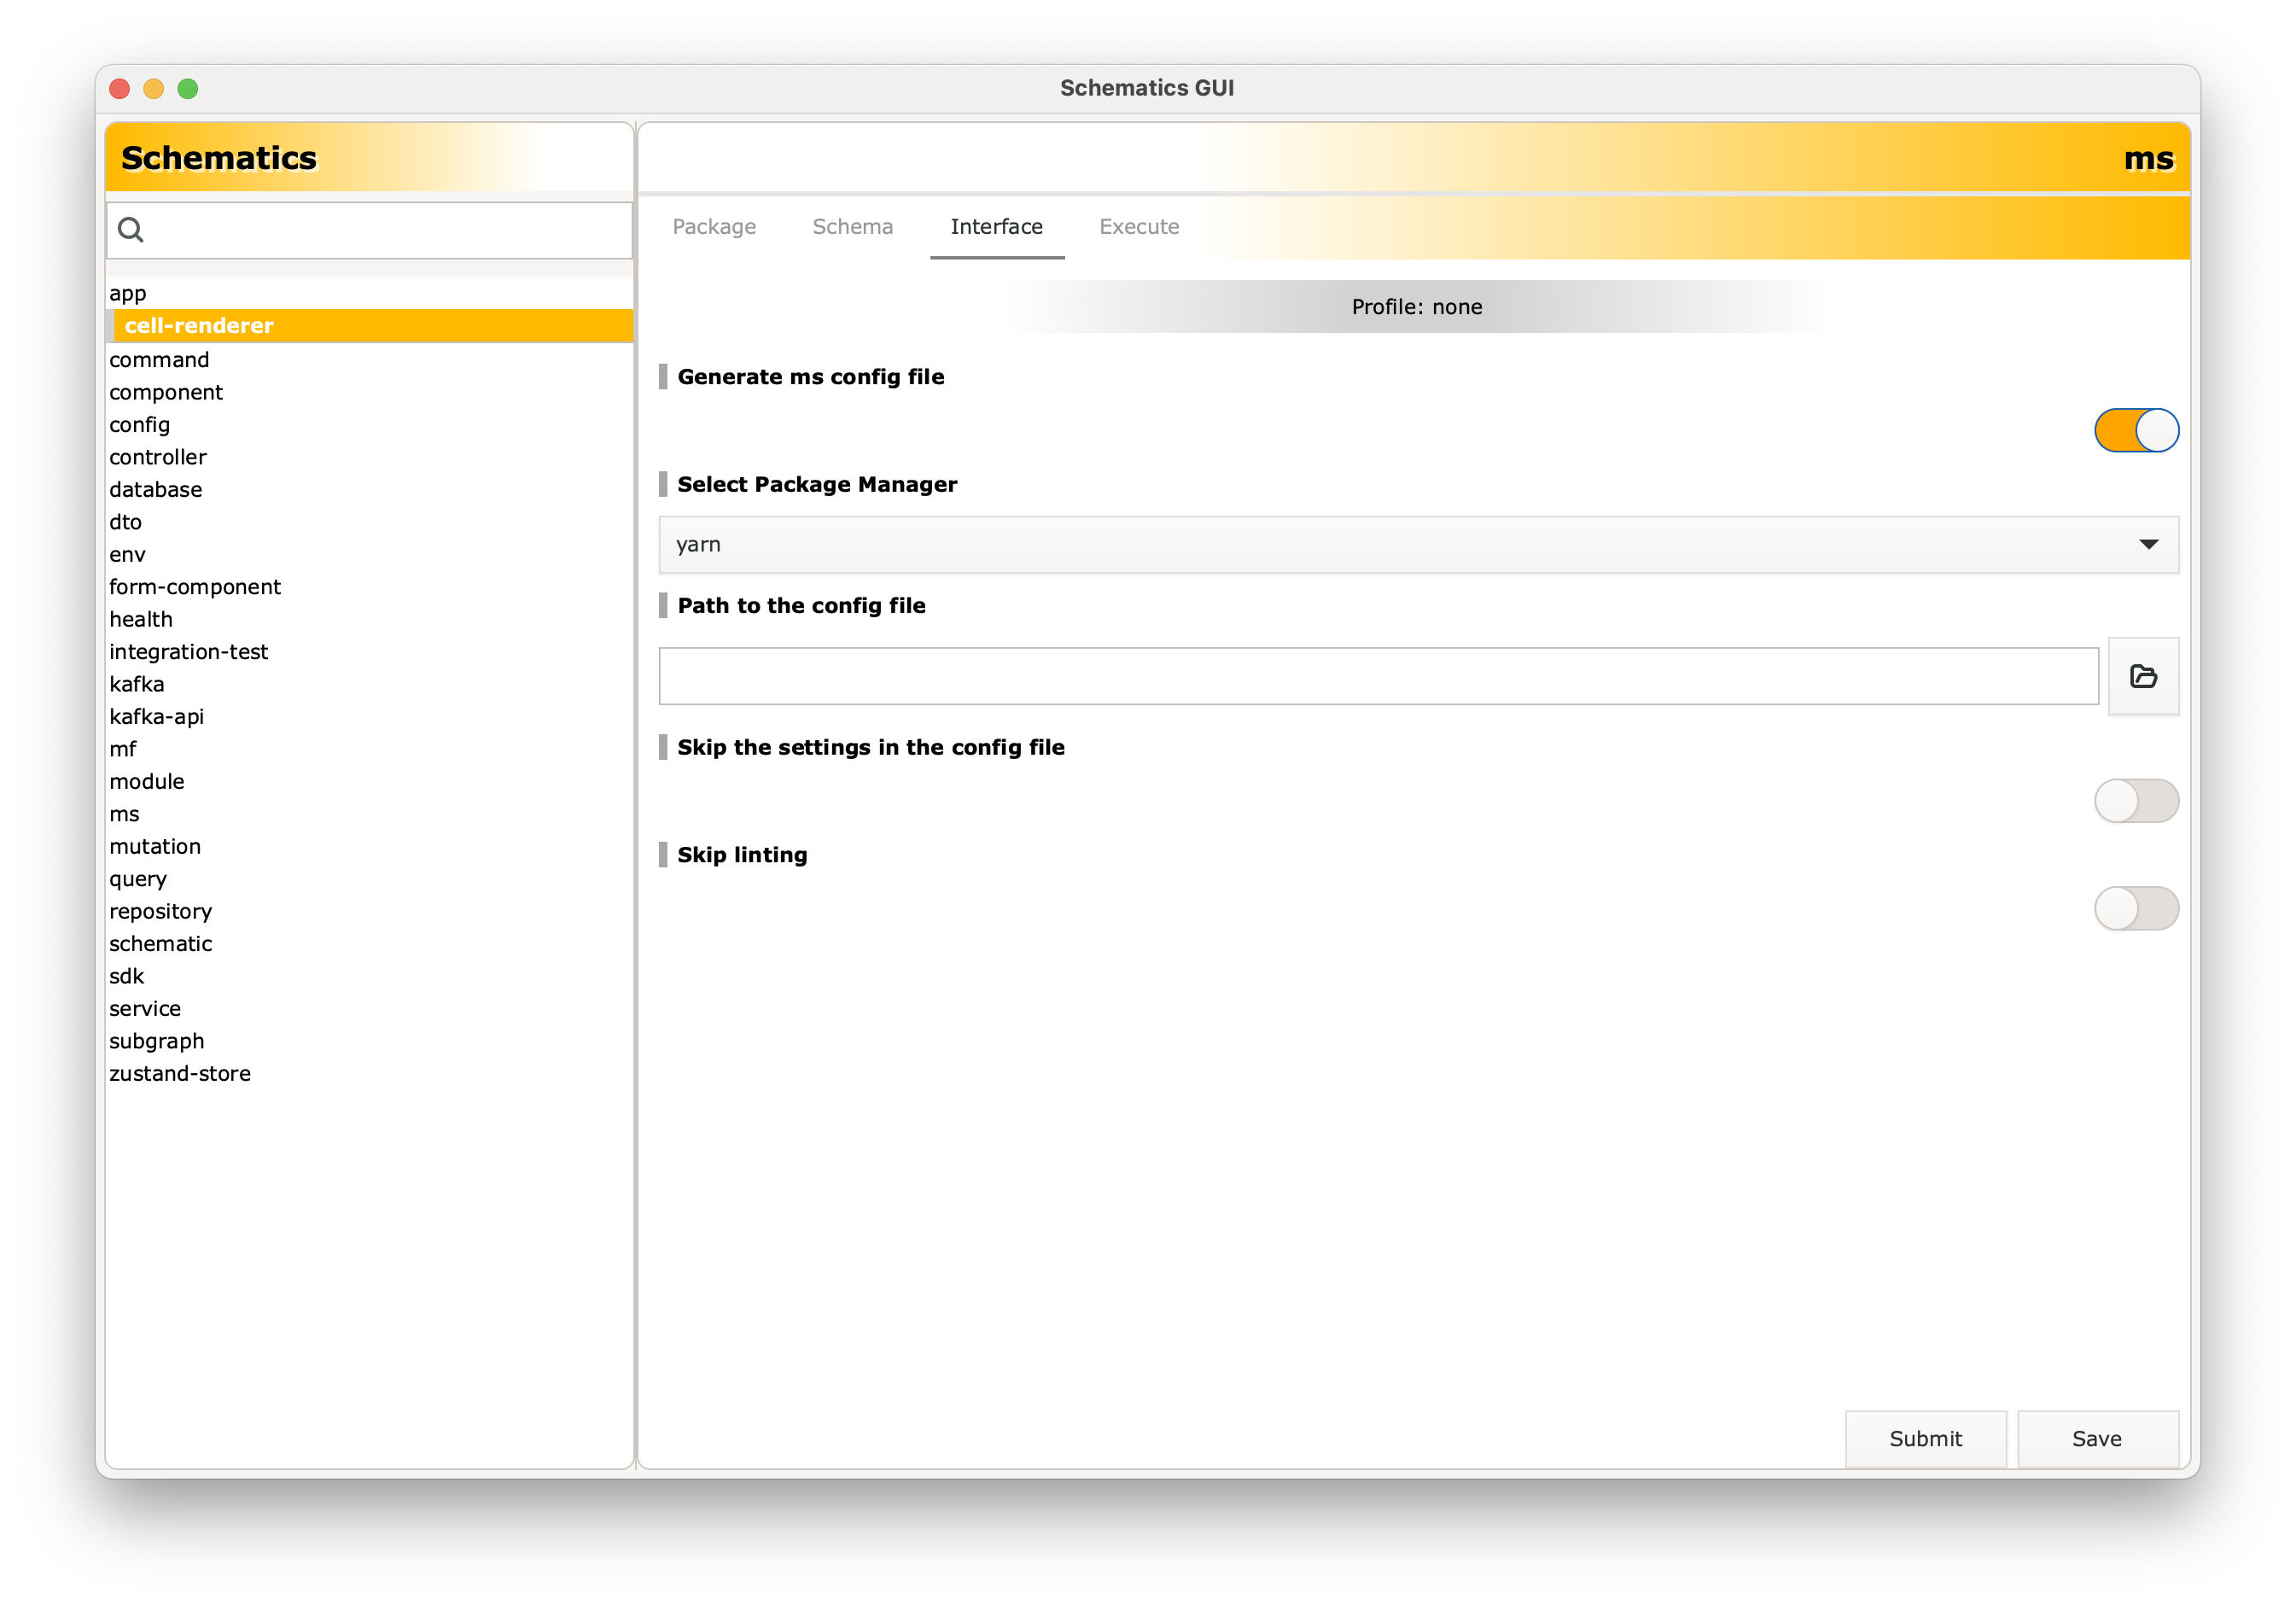 Schematics GUI
Schematics
app
cell-renderer
command
component
config
controller
database
dto
env
form-component
health
integration-test
kafka
kafka-api
mf
module
ms
mutation
query
repository
schematic
sdk
service
subgraph
zustand-store
ms
Package Schema Interface Execute
Profile: none
Generate ms config file
Select Package Manager
yarn
Path to the config file
Skip the settings in the config file
Skip linting
Submit Save